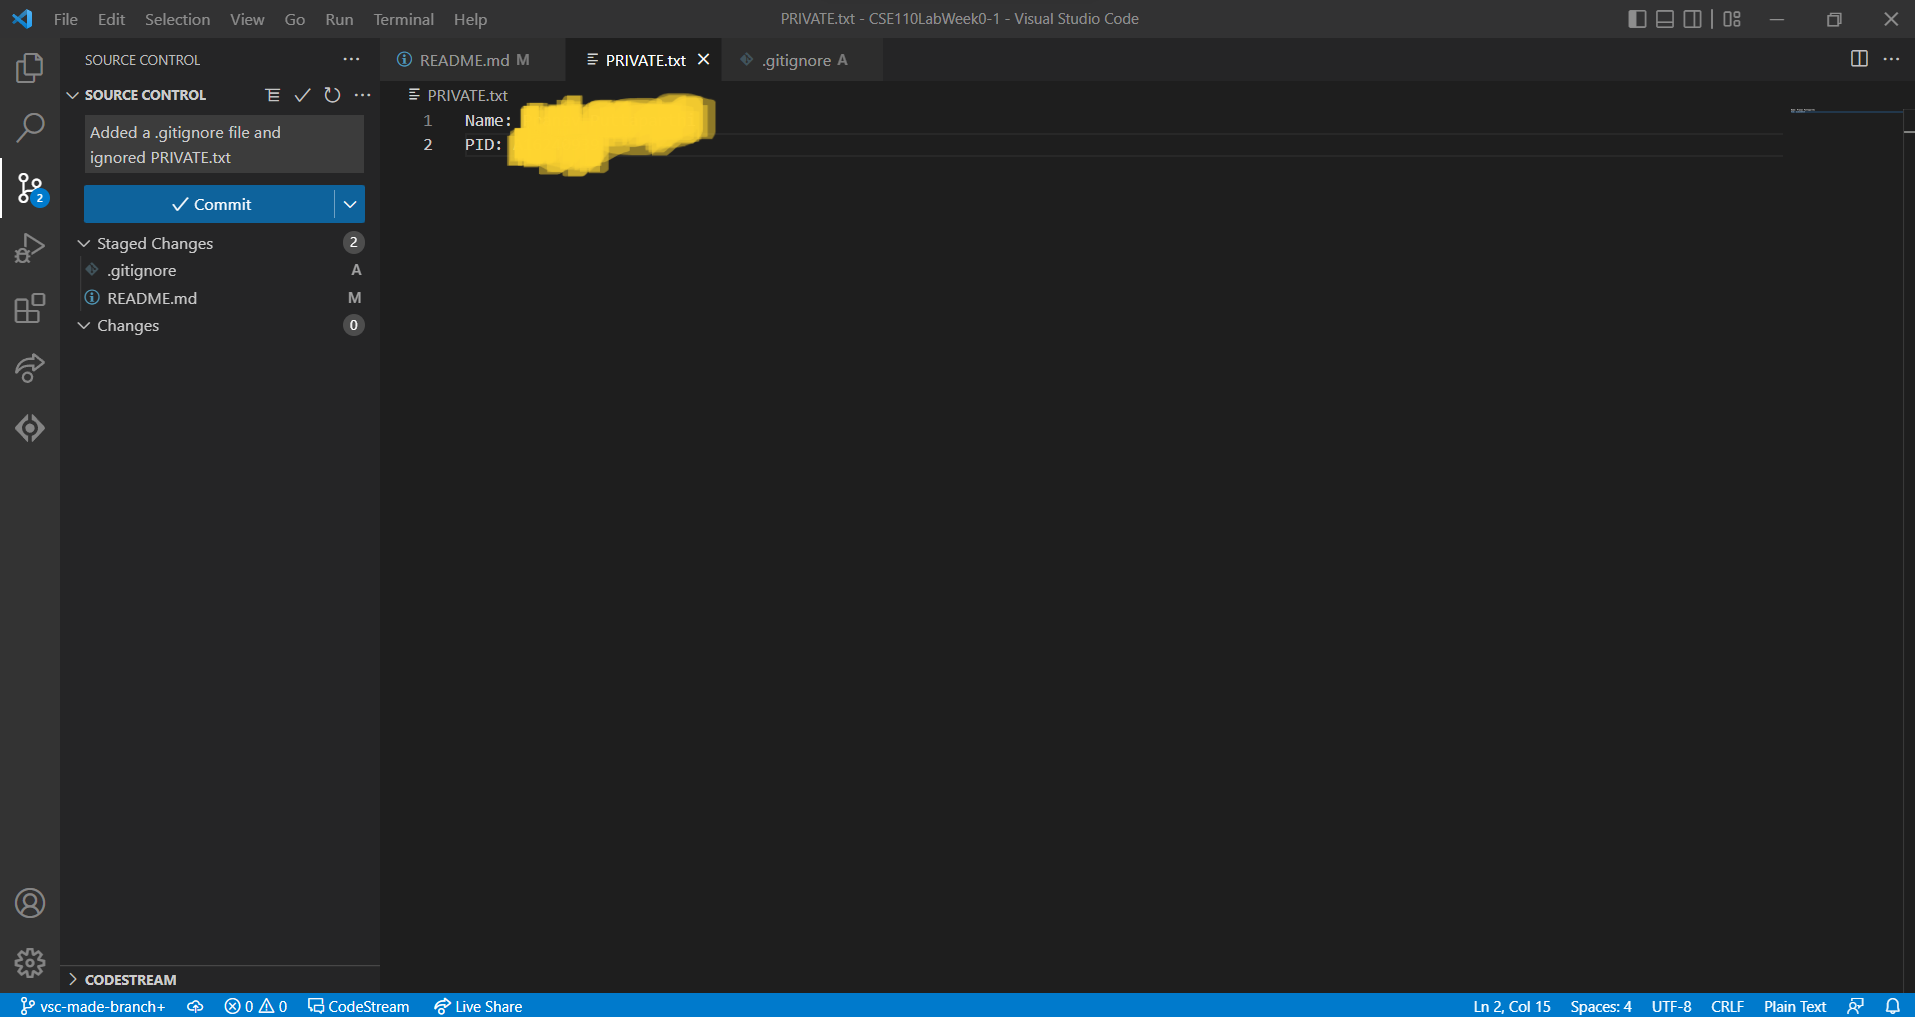 File Edit Selection View Go Run Terminal Help
PRIVATE.txt - CSE110LabWeek0-1 - Visual Studio Code
SOURCE CONTROL
SOURCE CONTROL
Added a .gitignore file and
ignored PRIVATE.txt
Commit
Staged Changes 2
.gitignore A
README.md M
Changes 0
2
CODESTREAM
README.md M PRIVATE.txt .gitignore A
PRIVATE.txt
1 Name:
2 PID:
vsc-made-branch+ 0 0 CodeStream Live Share
Ln 2, Col 15 Spaces: 4 UTF-8 CRLF Plain Text